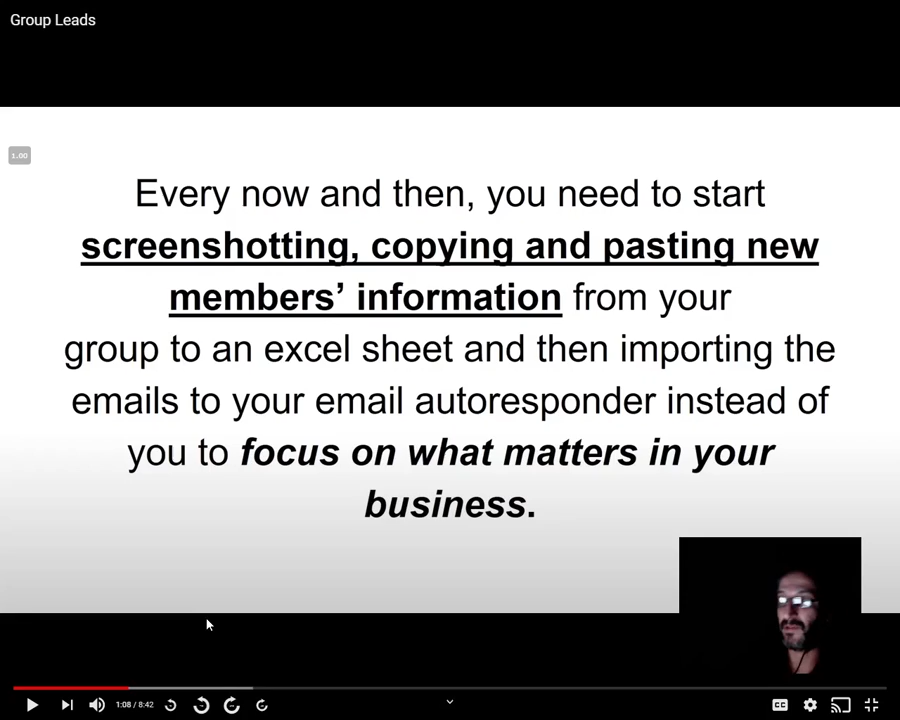 Group Leads
1.00
Every now and then, you need to start
screenshotting, copying and pasting new
members’ information from your
group to an excel sheet and then importing the
emails to your email autoresponder instead of
you to focus on what matters in your
business.
1:08 / 8:42
CC